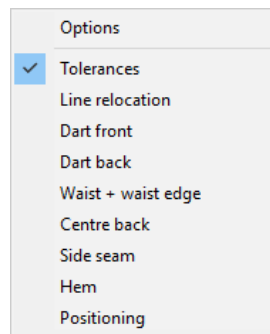 Options
Tolerances
Line relocation
Dart front
Dart back
Waist + waist edge
Centre back
Side seam
Hem
Positioning